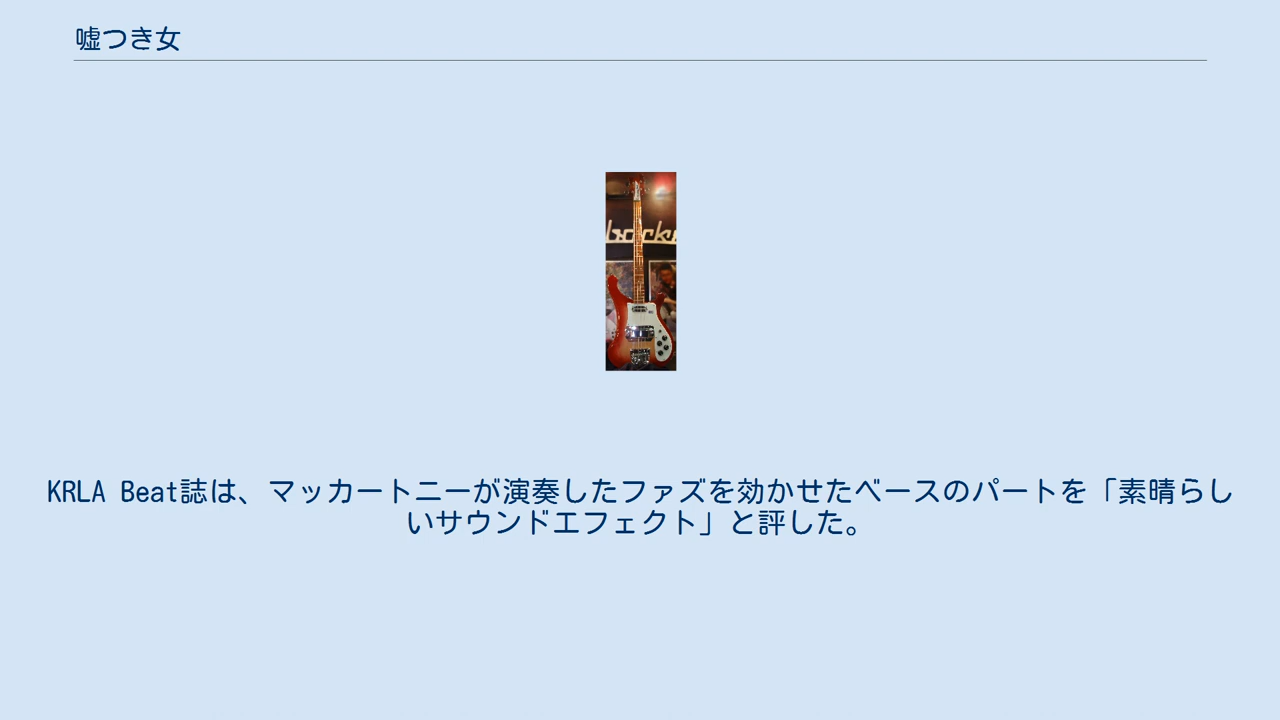 嘘つき女
KRLA Beat誌は、マッカートニーが演奏したファズを効かせたベースのパートを「素晴らし
いサウンドエフェクト」と評した。